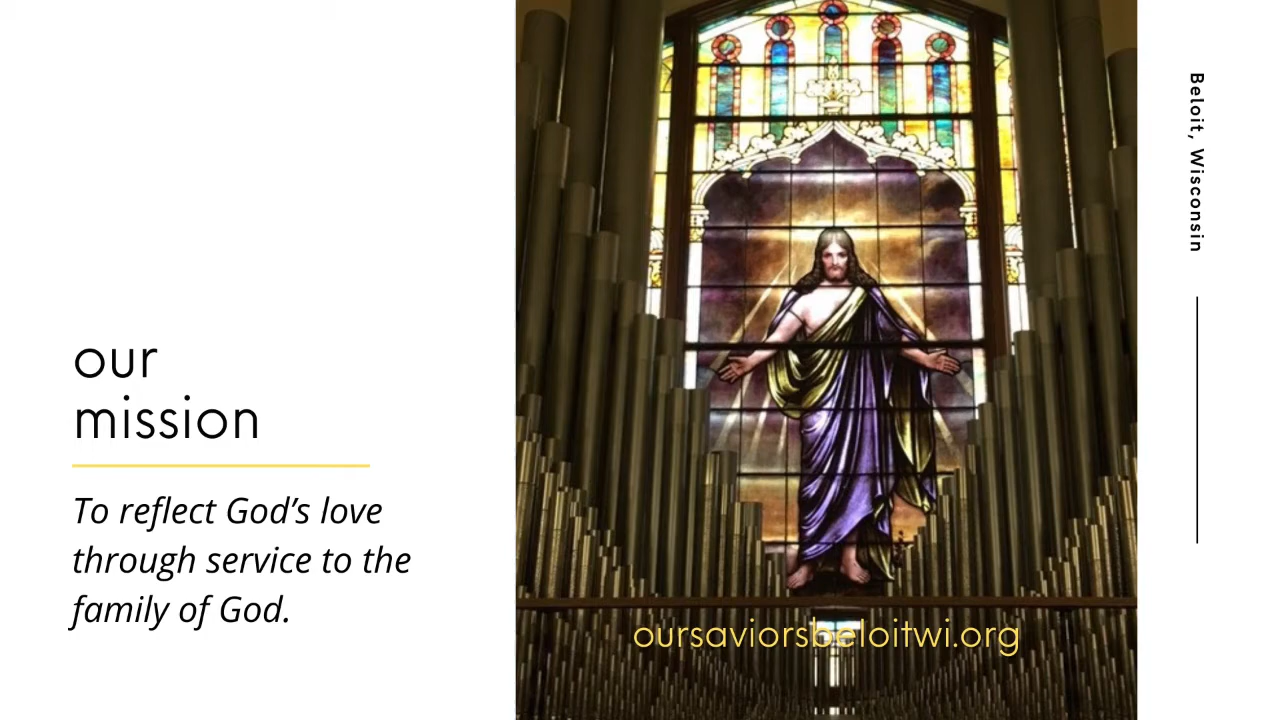 our
mission
To reflect God’s love
through service to the
family of God.
oursaviorsbeloitwi.org
Beloit, Wisconsin